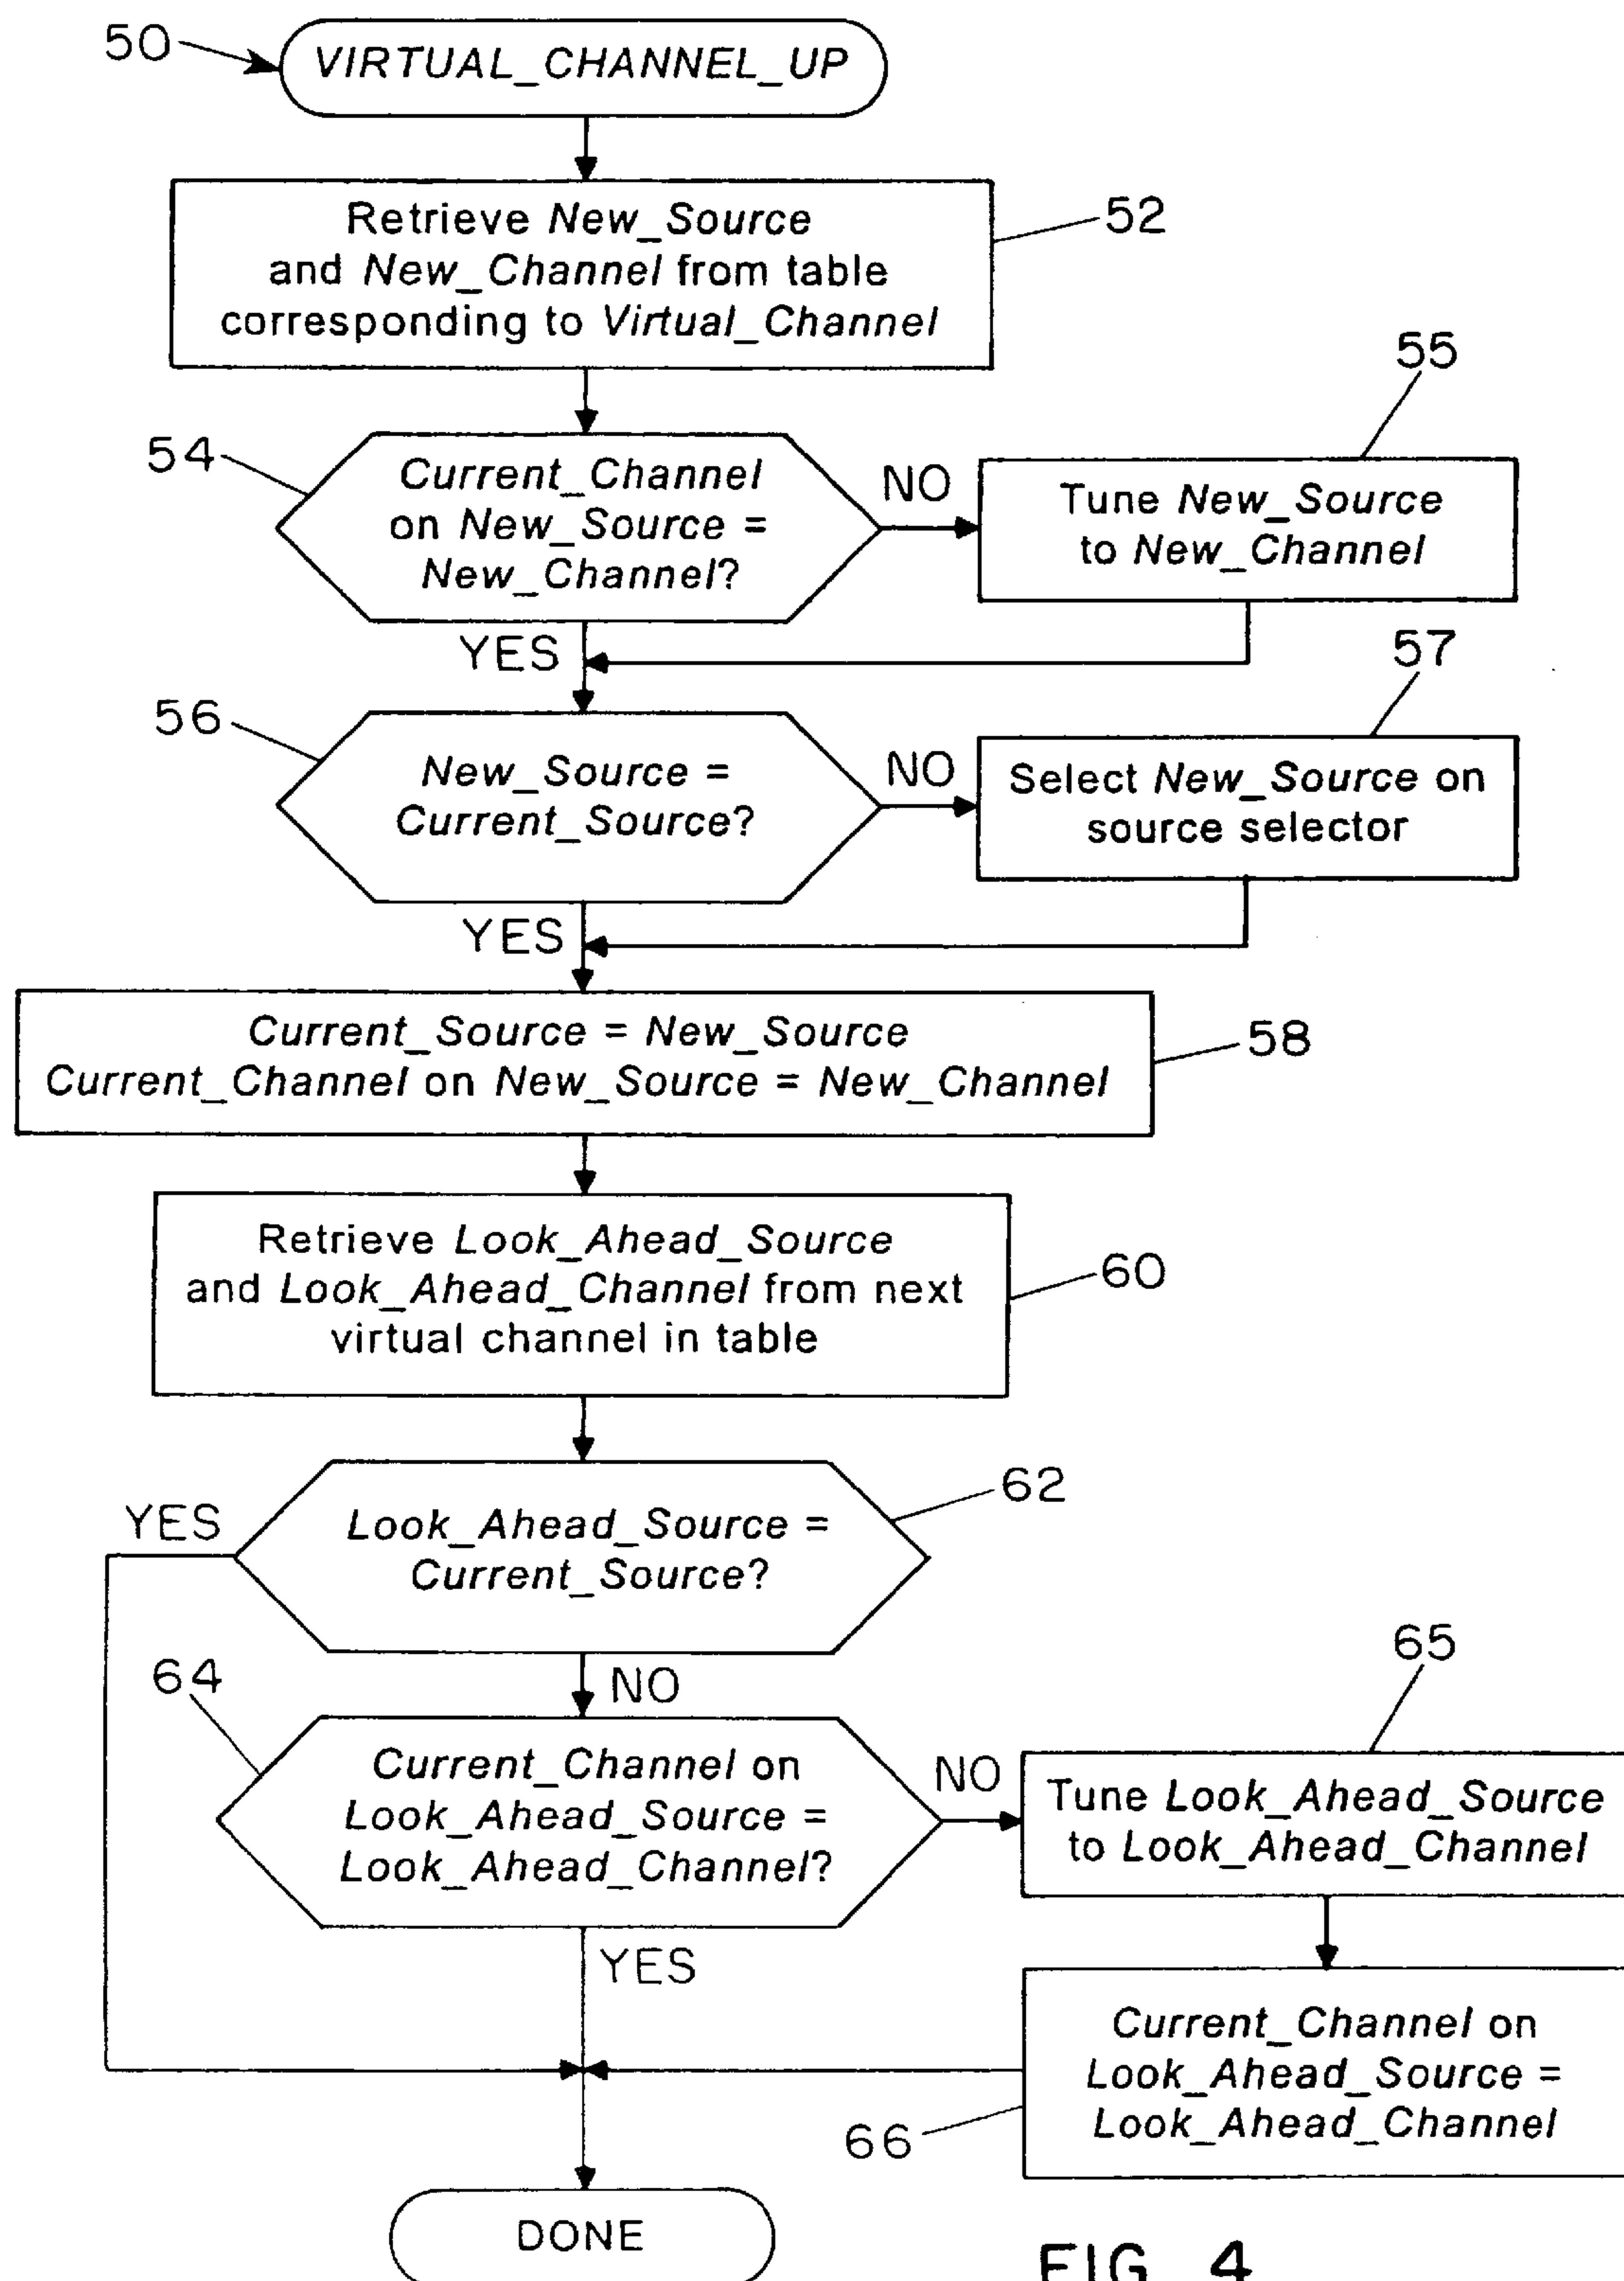 50
VIRTUAL_CHANNEL_UP
Retrieve New_Source
and New_Channel from table
corresponding to Virtual_Channel
52
54
Current_Channel
on New_Source =
New_Channel?
NO
55
Tune New_Source
to New_Channel
YES
56
New_Source =
Current_Source?
NO
57
Select New_Source on
source selector
YES
Current_Source = New_Source
Current_Channel on New_Source = New_Channel
58
Retrieve Look_Ahead_Source
and Look_Ahead_Channel from next
virtual channel in table
60
YES
Look_Ahead_Source =
Current_Source?
62
NO
64
Current_Channel on
Look_Ahead_Source =
Look_Ahead_Channel?
NO
65
Tune Look_Ahead_Source
to Look_Ahead_Channel
YES
Current_Channel on
Look_Ahead_Source =
Look_Ahead_Channel
66
DONE
FIG 4